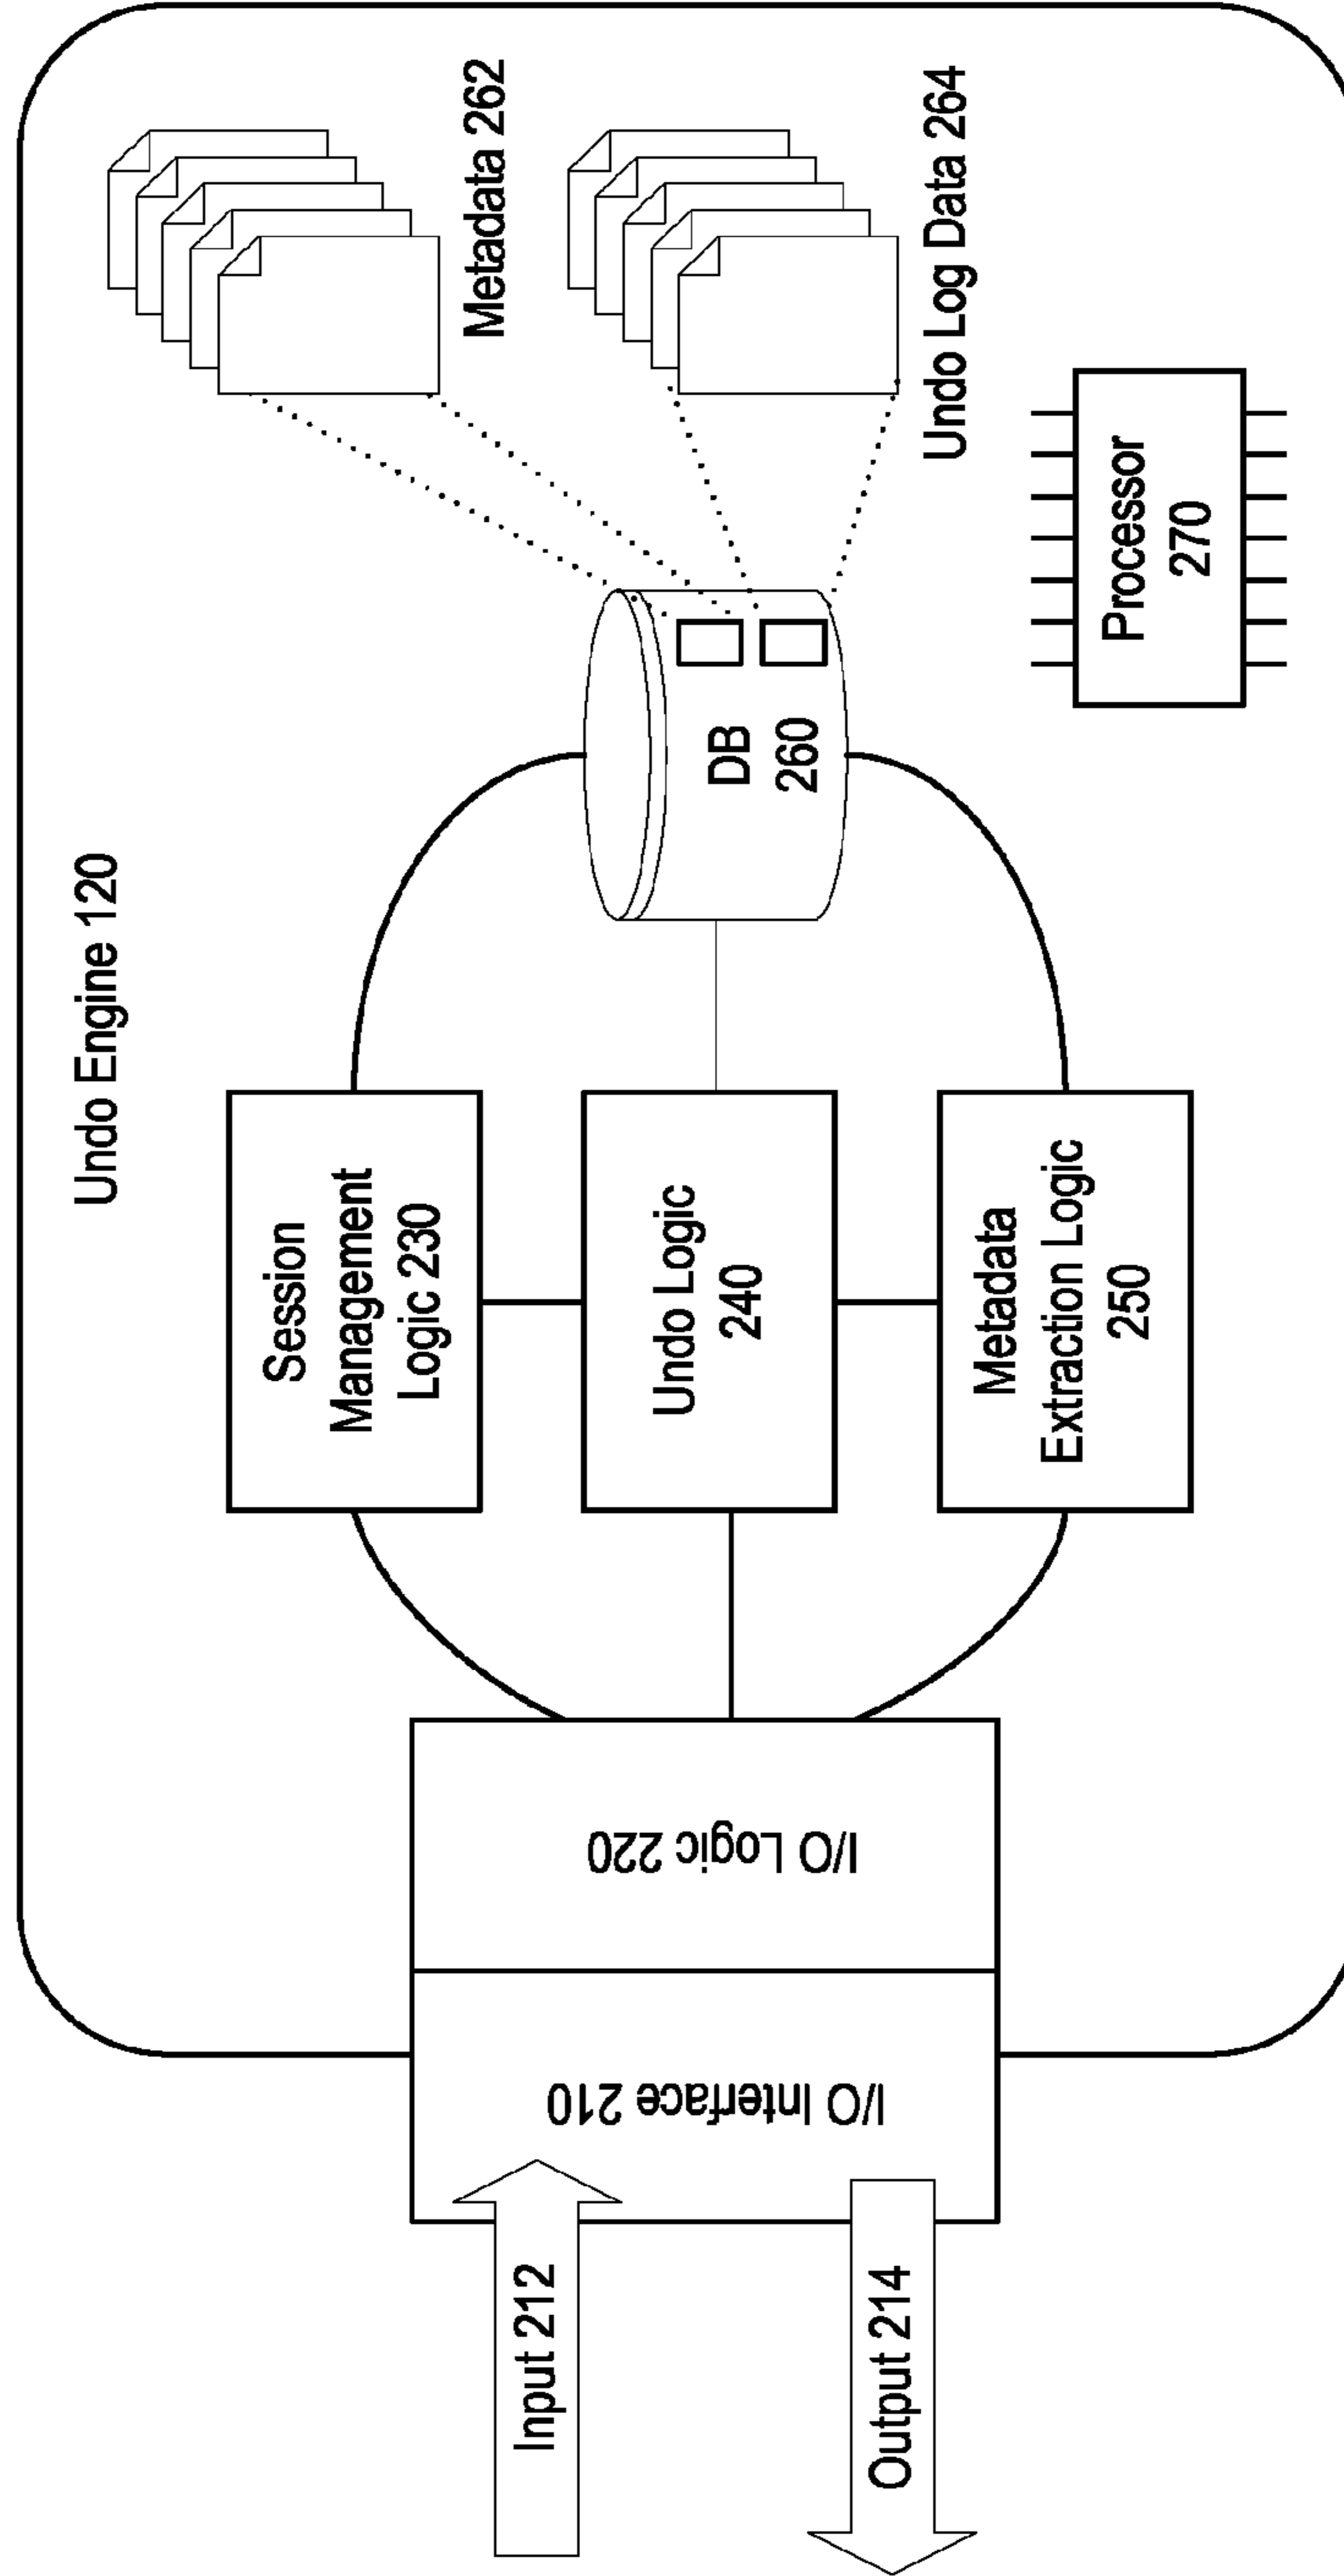 Undo Engine 120
Input 212
Output 214
I/O Interface 210
I/O Logic 220
Session
Management
Logic 230
Undo Logic
240
Metadata
Extraction Logic
250
DB
260
Metadata 262
Undo Log Data 264
Processor
270